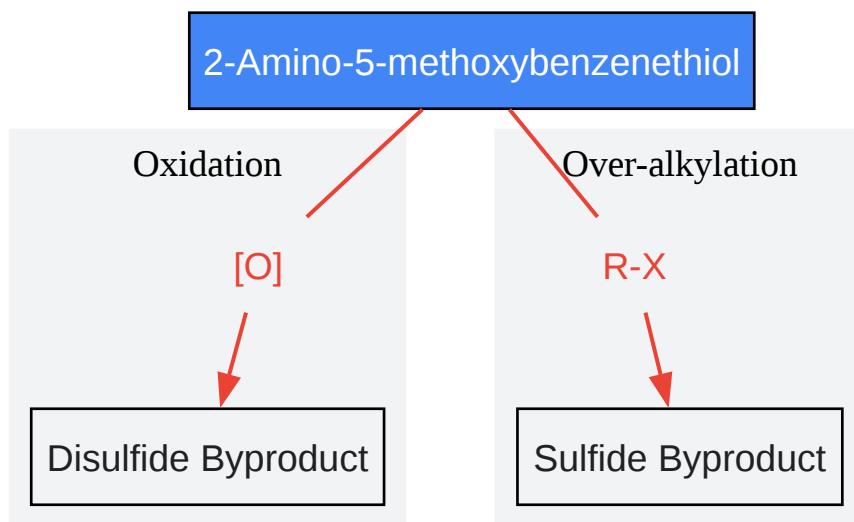 2-Amino-5-methoxybenzenethiol
Oxidation
Over-alkylation
[O]
R-X
Disulfide Byproduct
Sulfide Byproduct